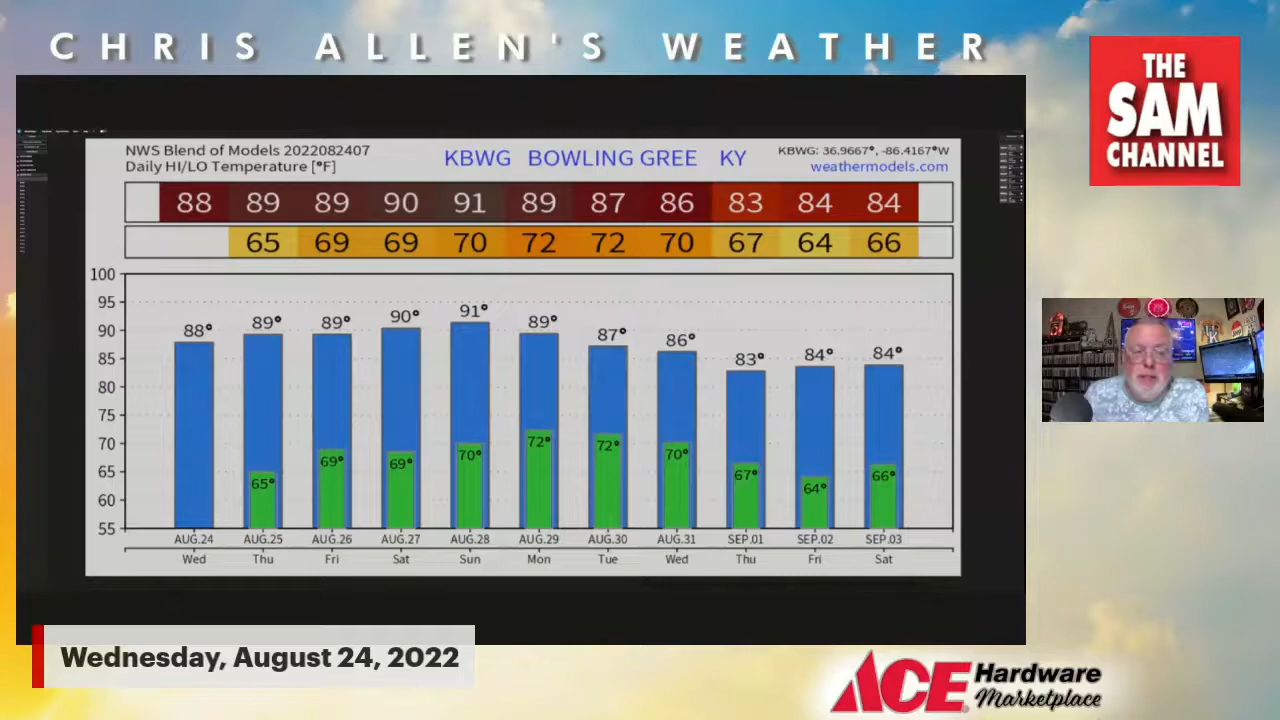 CHRIS ALLEN'S WEATHER
THE
SAM
CHANNEL
NWS Blend of Models 2022082407
Daily HI/LO Temperature [°F]
KBWG BOWLING GREE KY
KBWG: 36.9667°, -86.4167°W
weathermodels.com
88 89 89 90 91 89 87 86 83 84 84
65 69 69 70 72 72 70 67 64 66
100
95
90
85
80
75
70
65
60
55
88° 89° 89° 90° 91° 89° 87° 86° 83° 84° 84°
65° 69° 69° 70° 72° 72° 70° 67° 64° 66°
AUG.24 AUG.25 AUG.26 AUG.27 AUG.28 AUG.29 AUG.30 AUG.31 SEP.01 SEP.02 SEP.03
Wed Thu Fri Sat Sun Mon Tue Wed Thu Fri Sat
Wednesday, August 24, 2022
ACE Hardware
Marketplace